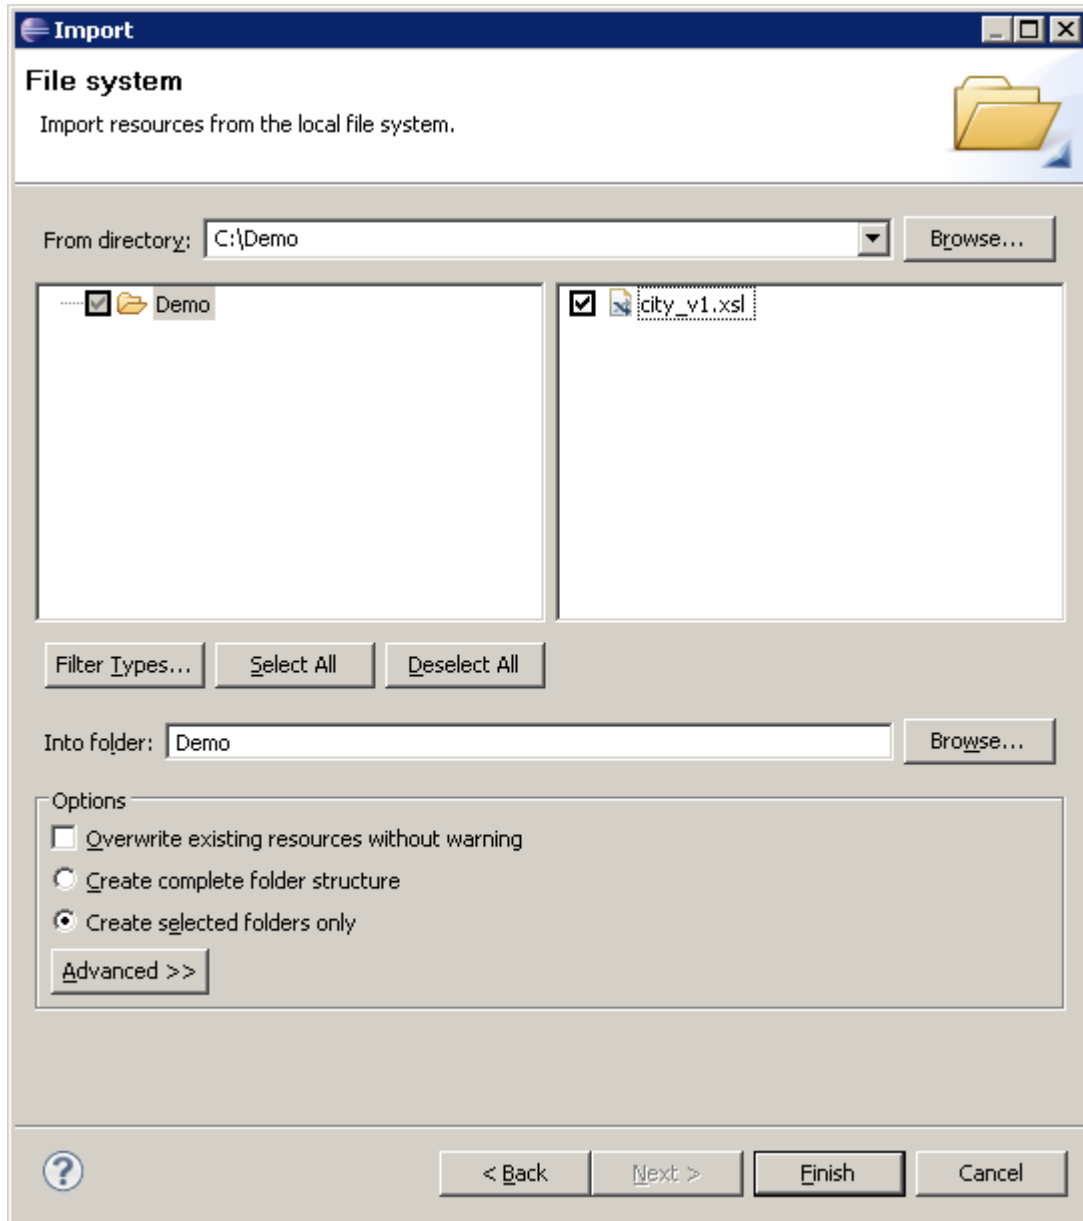 Import
File system
Import resources from the local file system.
From directory: C:\Demo Browse...
Demo
city_v1.xsl
Filter Types... Select All Deselect All
Into folder: Demo Browse...
Options
Overwrite existing resources without warning
Create complete folder structure
Create selected folders only
Advanced >>
? < Back Next > Finish Cancel